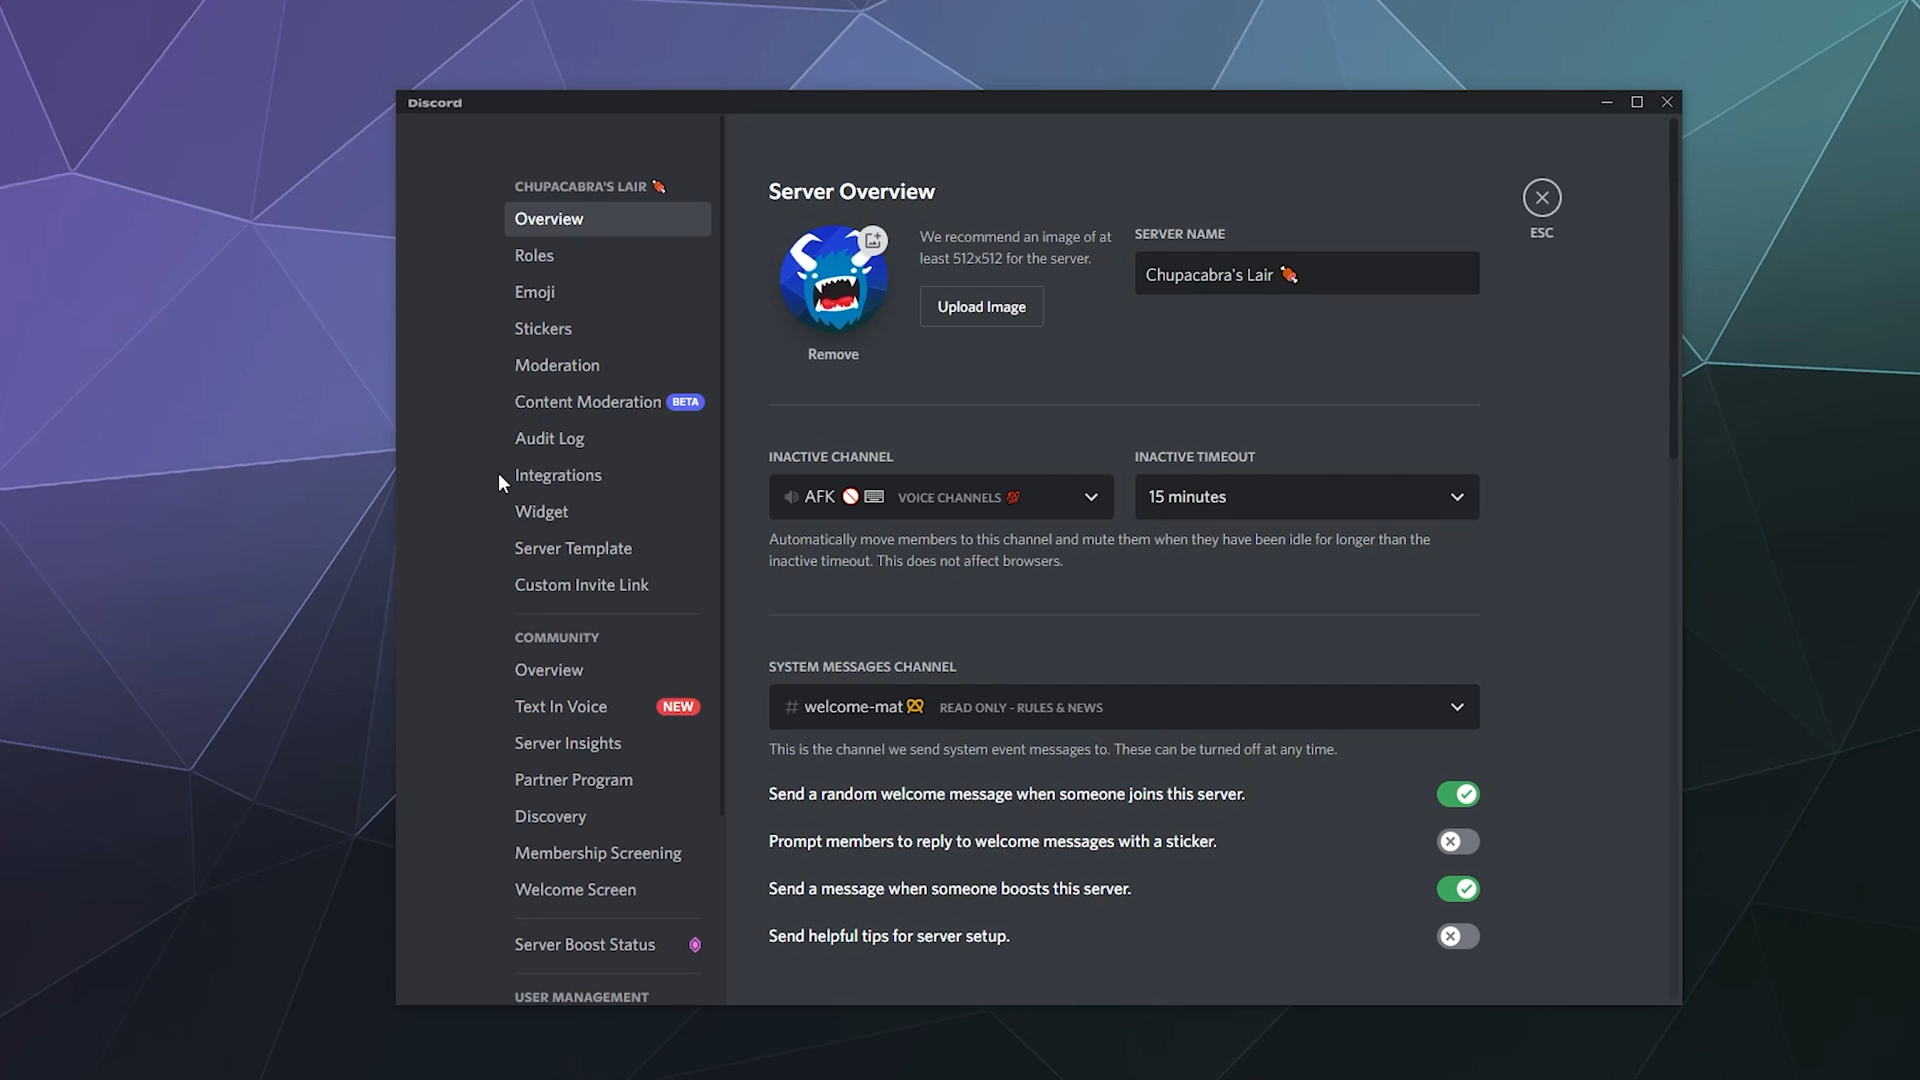 Discord
CHUPACABRA'S LAIR 🍖
Overview
Roles
Emoji
Stickers
Moderation
Content Moderation BETA
Audit Log
Integrations
Widget
Server Template
Custom Invite Link
COMMUNITY
Overview
Text In Voice NEW
Server Insights
Partner Program
Discovery
Membership Screening
Welcome Screen
Server Boost Status
USER MANAGEMENT
Server Overview
Remove
We recommend an image of at
least 512x512 for the server.
Upload Image
SERVER NAME
Chupacabra's Lair 🍖
ESC
INACTIVE CHANNEL
AFK 🚫⌨ VOICE CHANNELS 💯
INACTIVE TIMEOUT
15 minutes
Automatically move members to this channel and mute them when they have been idle for longer than the
inactive timeout. This does not affect browsers.
SYSTEM MESSAGES CHANNEL
# welcome-mat🥨 READ ONLY - RULES & NEWS
This is the channel we send system event messages to. These can be turned off at any time.
Send a random welcome message when someone joins this server.
Prompt members to reply to welcome messages with a sticker.
Send a message when someone boosts this server.
Send helpful tips for server setup.